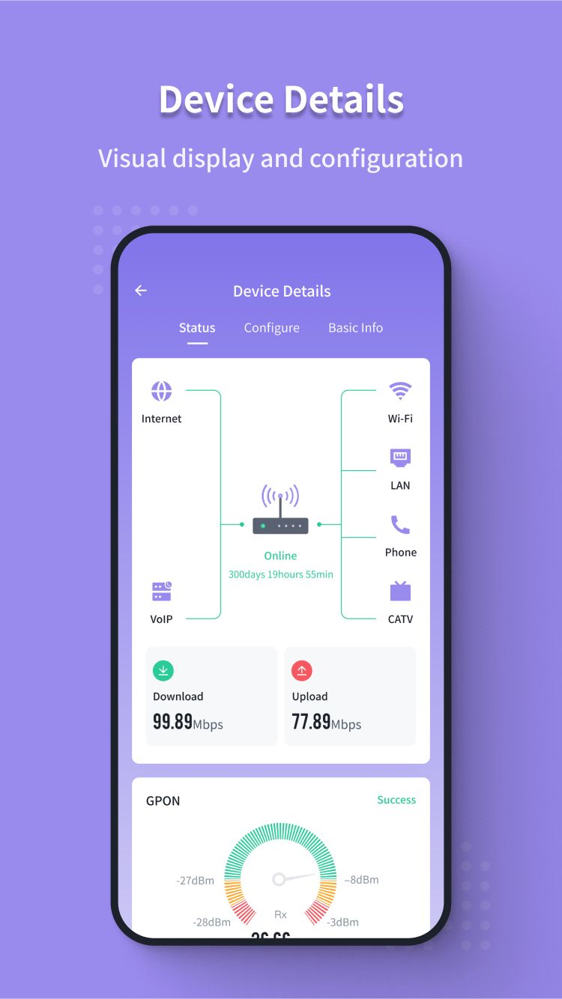 Device Details
Visual display and configuration
Device Details
Status Configure Basic Info
Internet
Wi-Fi
LAN
Phone
Online
300days 19hours 55min
VoIP
CATV
Download
99.89Mbps
Upload
77.89Mbps
GPON
Success
-27dBm
–8dBm
Rx
-28dBm
-3dBm